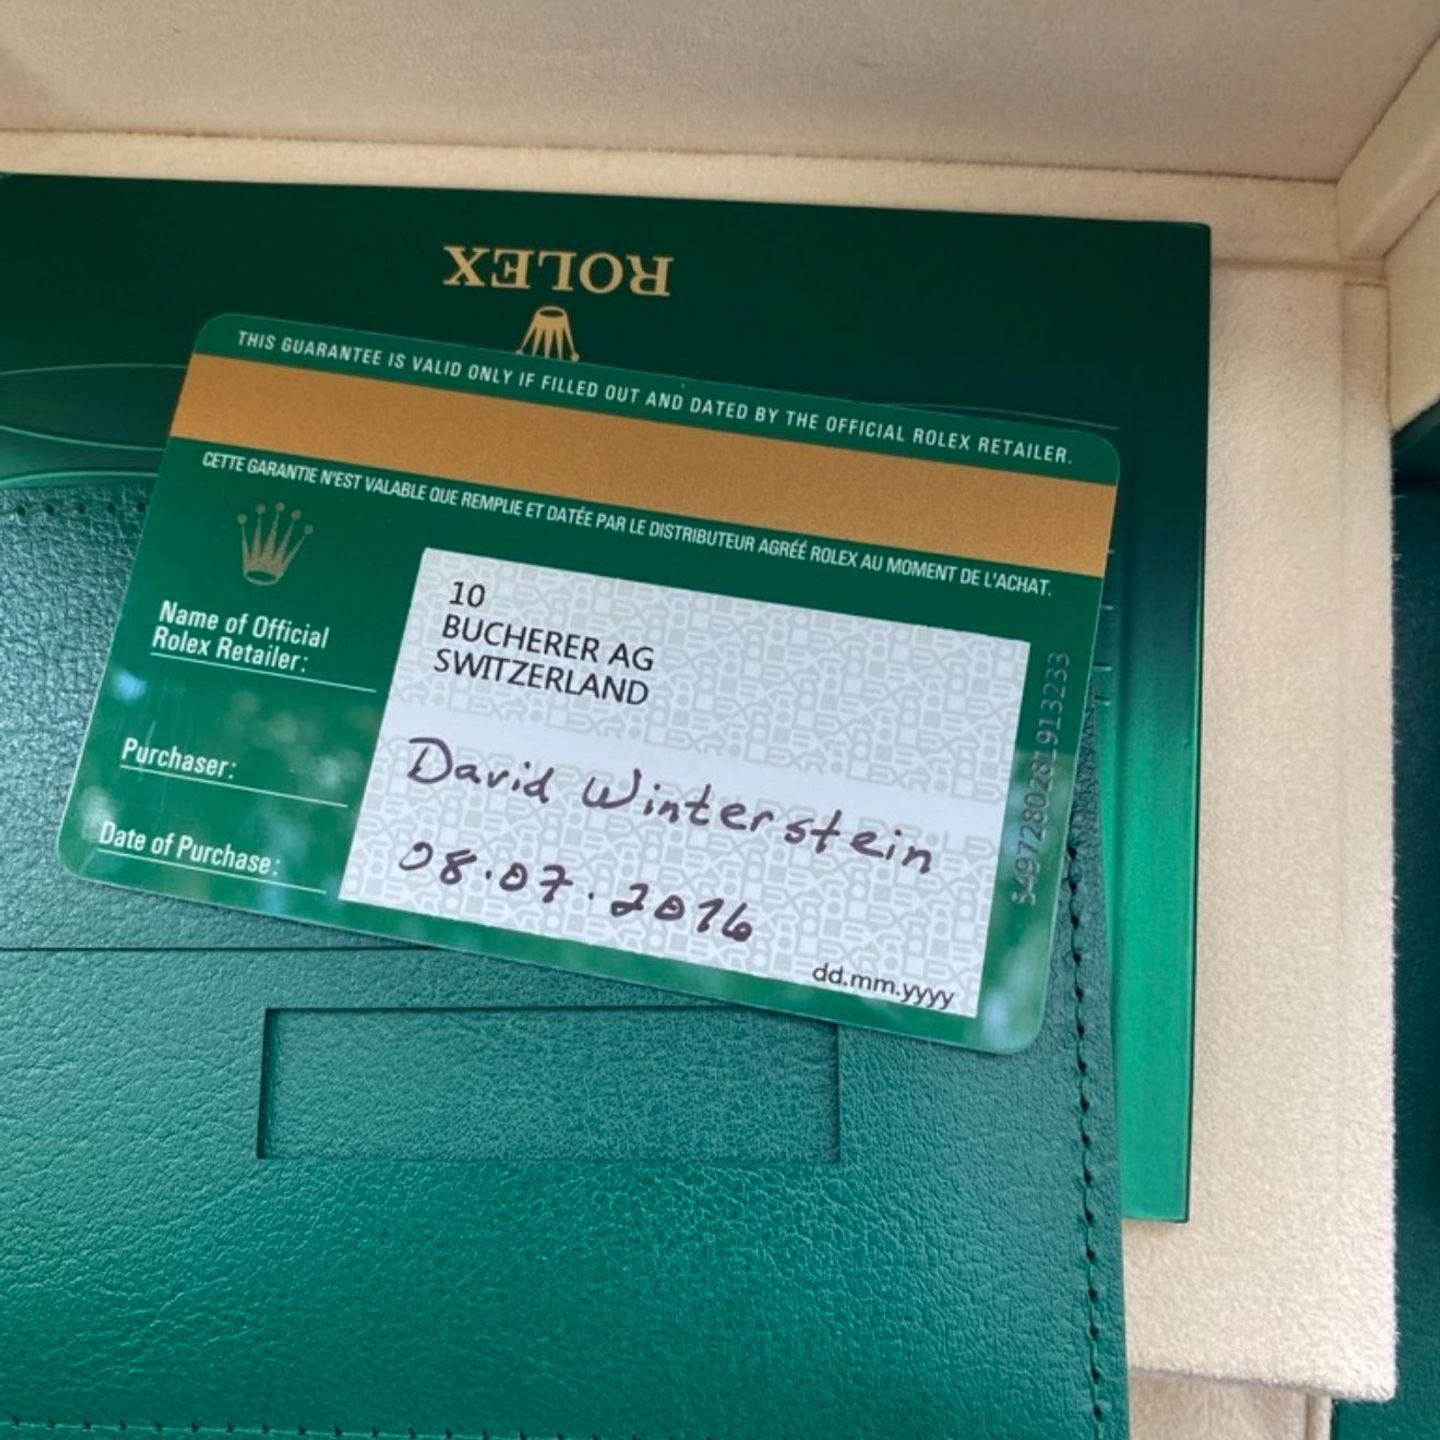 ROLEX
THIS GUARANTEE IS VALID ONLY IF FILLED OUT AND DATED BY THE OFFICIAL ROLEX RETAILER.
CETTE GARANTIE N'EST VALABLE QUE REMPLIE ET DATÉE PAR LE DISTRIBUTEUR AGRÉÉ ROLEX AU MOMENT DE L'ACHAT.
Name of Official
Rolex Retailer:
10
BUCHERER AG
SWITZERLAND
Purchaser:
David Winterstein
Date of Purchase:
08.07.2016
dd.mm.yyyy